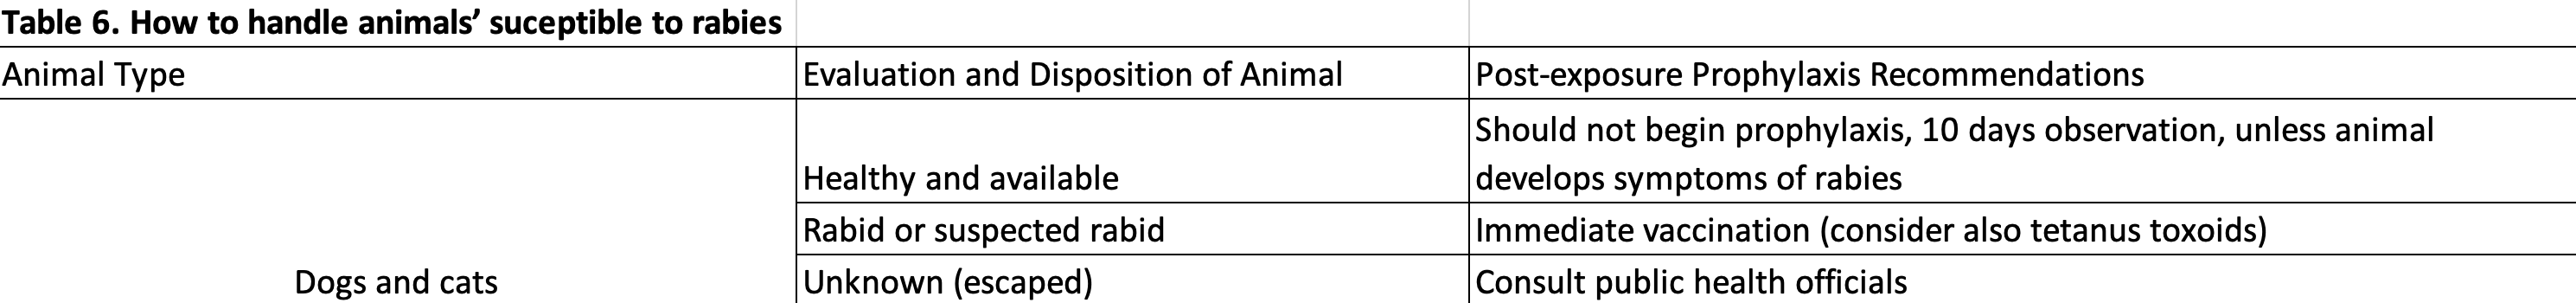 Table 6. How to handle animals’ suceptible to rabies
Animal Type
Evaluation and Disposition of Animal
Post-exposure Prophylaxis Recommendations
Dogs and cats
Healthy and available
Should not begin prophylaxis, 10 days observation, unless animal
develops symptoms of rabies
Rabid or suspected rabid
Immediate vaccination (consider also tetanus toxoids)
Unknown (escaped)
Consult public health officials